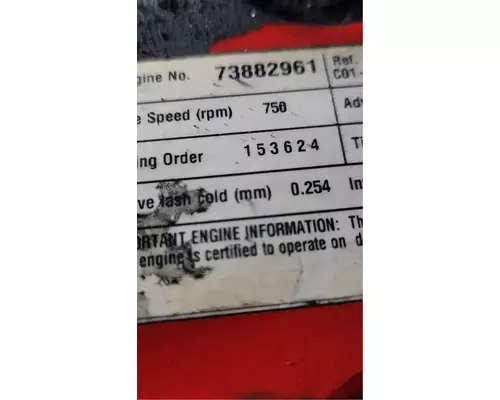 gine No. 73882961 Ref.
C01-
e Speed (rpm) 750 Adv
ing Order 153624 Ti
ve lash cold (mm) 0.254 In
ORTANT ENGINE INFORMATION: Th
engine is certified to operate on d